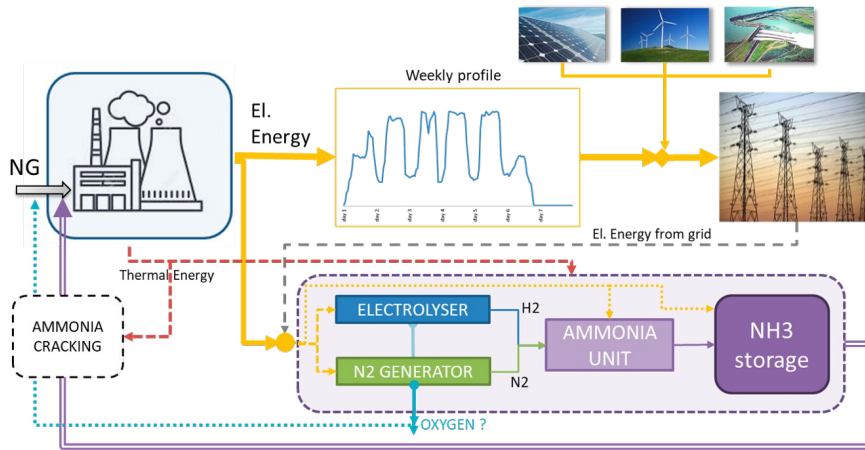 Weekly profile
El.
Energy
NG
day 1
day 2
day 3
day 4
day 5
day 6
day 7
El. Energy from grid
Thermal Energy
AMMONIA
CRACKING
ELECTROLYSER
H2
AMMONIA
UNIT
NH3
storage
N2 GENERATOR
N2
OXYGEN ?